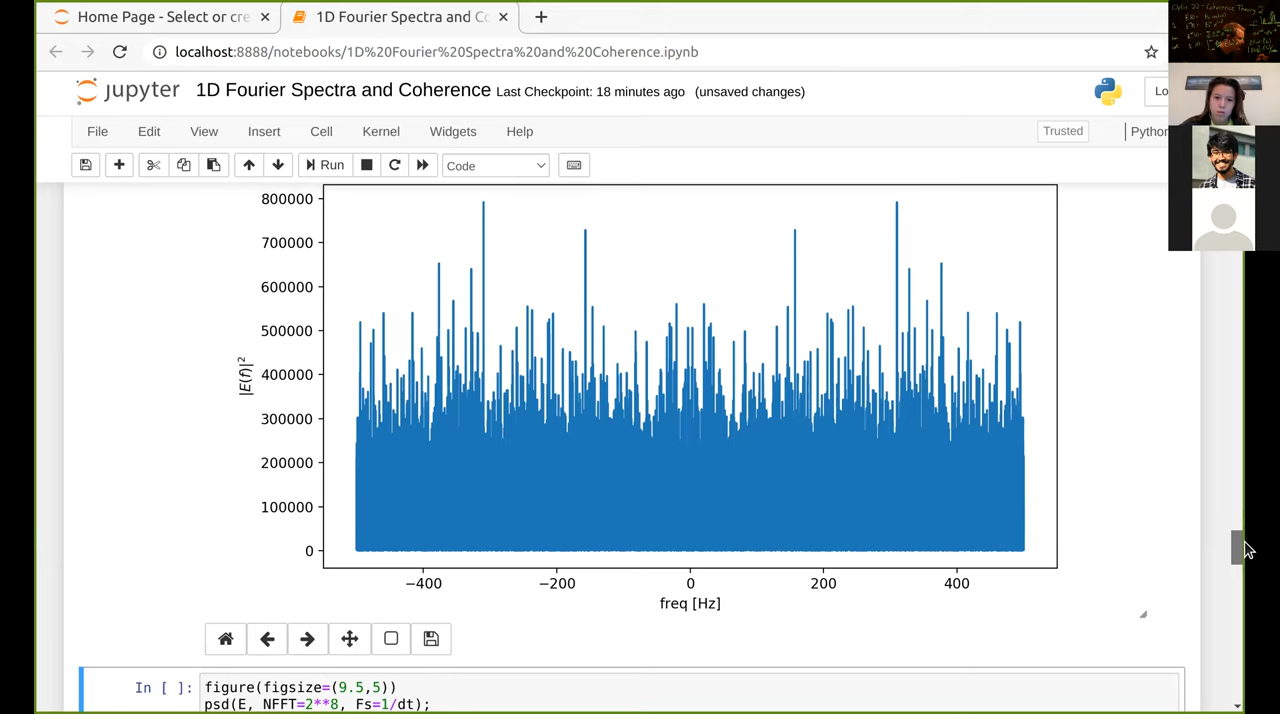 Home Page - Select or cre
1D Fourier Spectra and Co
localhost:8888/notebooks/1D%20Fourier%20Spectra%20and%20Coherence.ipynb
jupyter 1D Fourier Spectra and Coherence Last Checkpoint: 18 minutes ago (unsaved changes)
Lo
File Edit View Insert Cell Kernel Widgets Help
Trusted
Python
Run
Code
800000
700000
600000
500000
400000
300000
200000
100000
0
|E(f)|²
−400 −200 0 200 400
freq [Hz]
In [ ]: figure(figsize=(9.5,5))
psd(E, NFFT=2**8, Fs=1/dt);